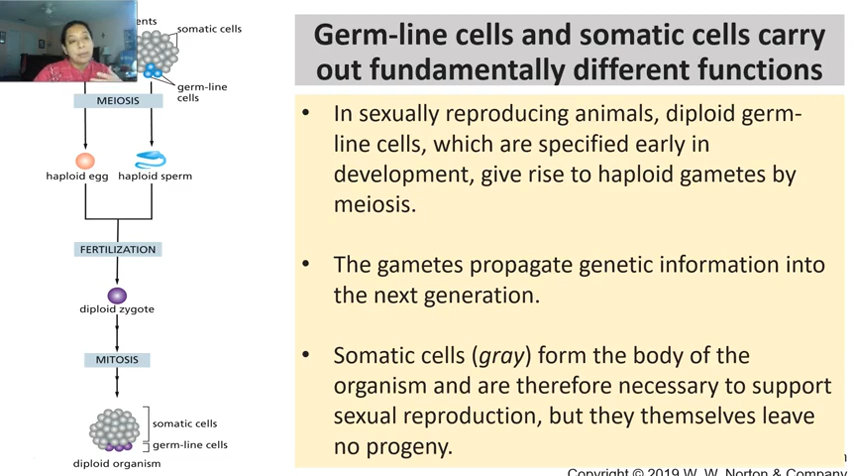 ents
somatic cells
germ-line
cells
MEIOSIS
haploid egg haploid sperm
FERTILIZATION
diploid zygote
MITOSIS
somatic cells
germ-line cells
diploid organism
Germ-line cells and somatic cells carry
out fundamentally different functions
• In sexually reproducing animals, diploid germ-
line cells, which are specified early in
development, give rise to haploid gametes by
meiosis.
• The gametes propagate genetic information into
the next generation.
• Somatic cells (gray) form the body of the
organism and are therefore necessary to support
sexual reproduction, but they themselves leave
no progeny.
Copyright © 2019 W. W. Norton & Company